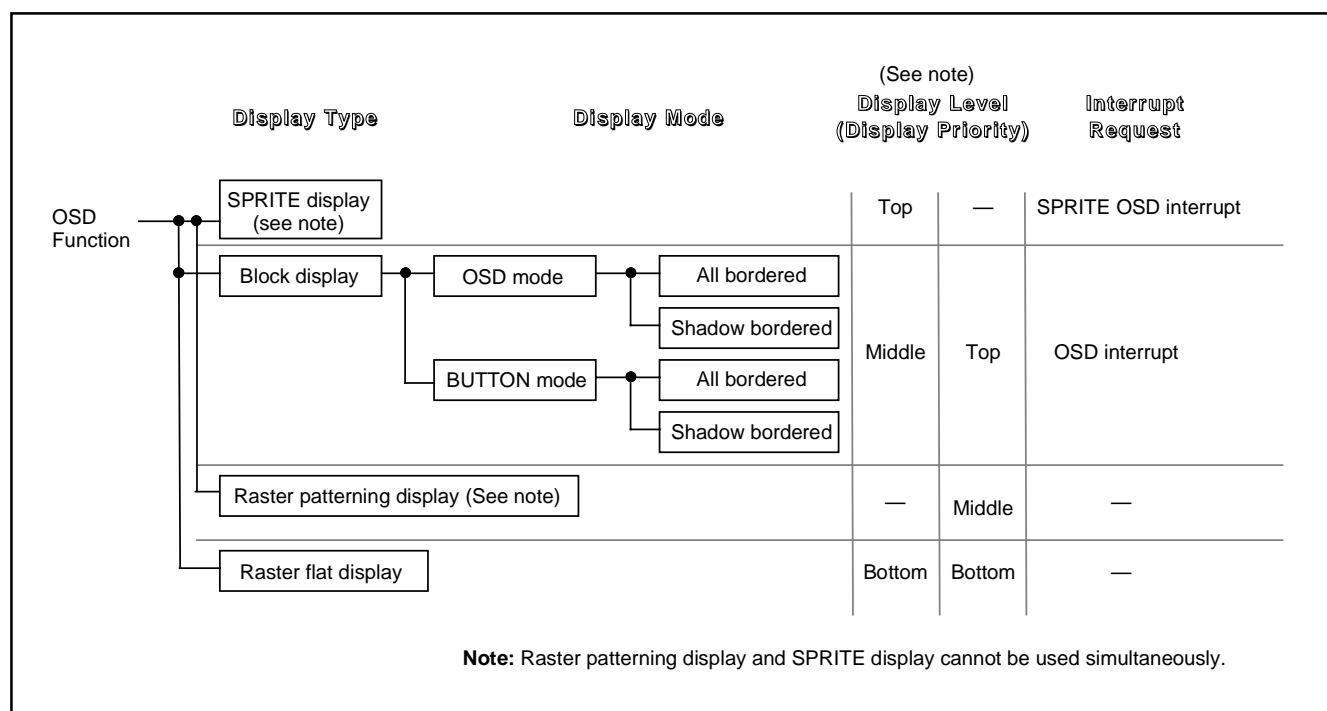 (See note)
Display Type Display Mode Display Level (Display Priority) Interrupt Request
OSD Function
SPRITE display (see note) Top — SPRITE OSD interrupt
Block display OSD mode All bordered
Shadow bordered
Middle Top OSD interrupt
BUTTON mode All bordered
Shadow bordered
Raster patterning display (See note) — Middle —
Raster flat display Bottom Bottom —
Note: Raster patterning display and SPRITE display cannot be used simultaneously.